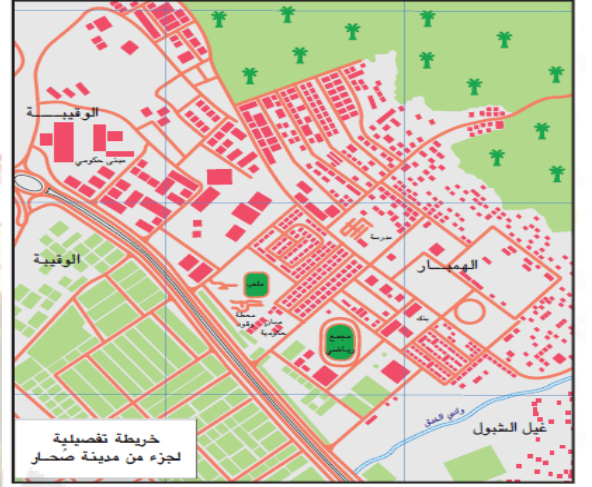 الوقيبة
مبنى حكومي
الوقيبة
مدرسة
الهمبار
ملعب
محطة
وقود
مبان
حكومية
مجمع
رياضي
بنك
وادي
غيل الشبول
خريطة تفصيلية
لجزء من مدينة صُحار